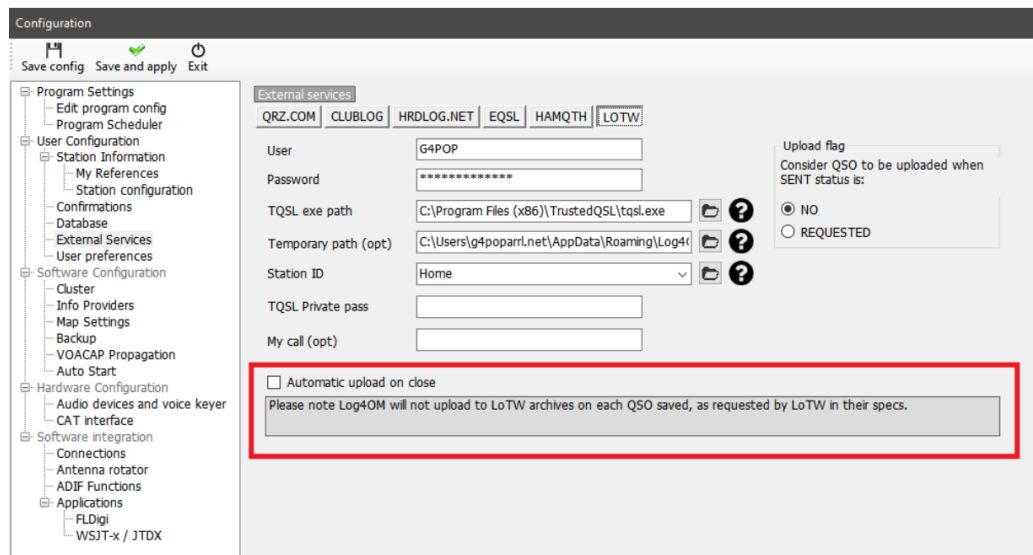 Configuration
Save config Save and apply Exit
Program Settings
Edit program config
Program Scheduler
User Configuration
Station Information
My References
Station configuration
Confirmations
Database
External Services
User preferences
Software Configuration
Cluster
Info Providers
Map Settings
Backup
VOACAP Propagation
Auto Start
Hardware Configuration
Audio devices and voice keyer
CAT interface
Software integration
Connections
Antenna rotator
ADIF Functions
Applications
FLDigi
WSJT-x / JTDX
External services
QRZ.COM CLUBLOG HRDLOG.NET EQSL HAMQTH LOTW
User G4POP
Password *************
TQSL exe path C:\Program Files (x86)\TrustedQSL\tqsl.exe ?
Temporary path (opt) C:\Users\g4poparrl.net\AppData\Roaming\Log4( ?
Station ID Home ?
TQSL Private pass
My call (opt)
Upload flag
Consider QSO to be uploaded when
SENT status is:
NO
REQUESTED
Automatic upload on close
Please note Log4OM will not upload to LoTW archives on each QSO saved, as requested by LoTW in their specs.